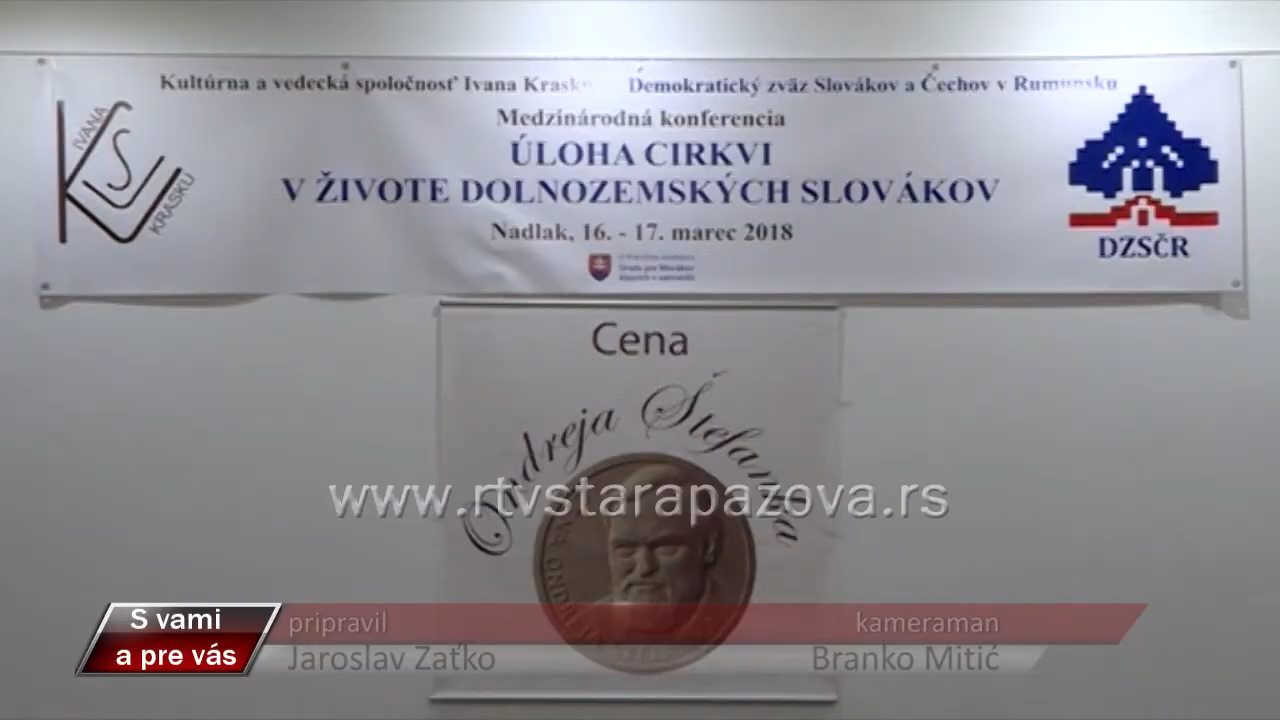 Kultúrna a vedecká spoločnosť Ivana Krasku Demokratický zväz Slovákov a Čechov v Rumunsku
Medzinárodná konferencia
ÚLOHA CIRKVI
V ŽIVOTE DOLNOZEMSKÝCH SLOVÁKOV
Nadlak, 16. - 17. marec 2018
IVANA
KRASKU
DZSČR
Cena
Ondreja Štefanka
www.rtvstarapazova.rs
S vami
a pre vás
pripravil
Jaroslav Zaťko
kameraman
Branko Mitić